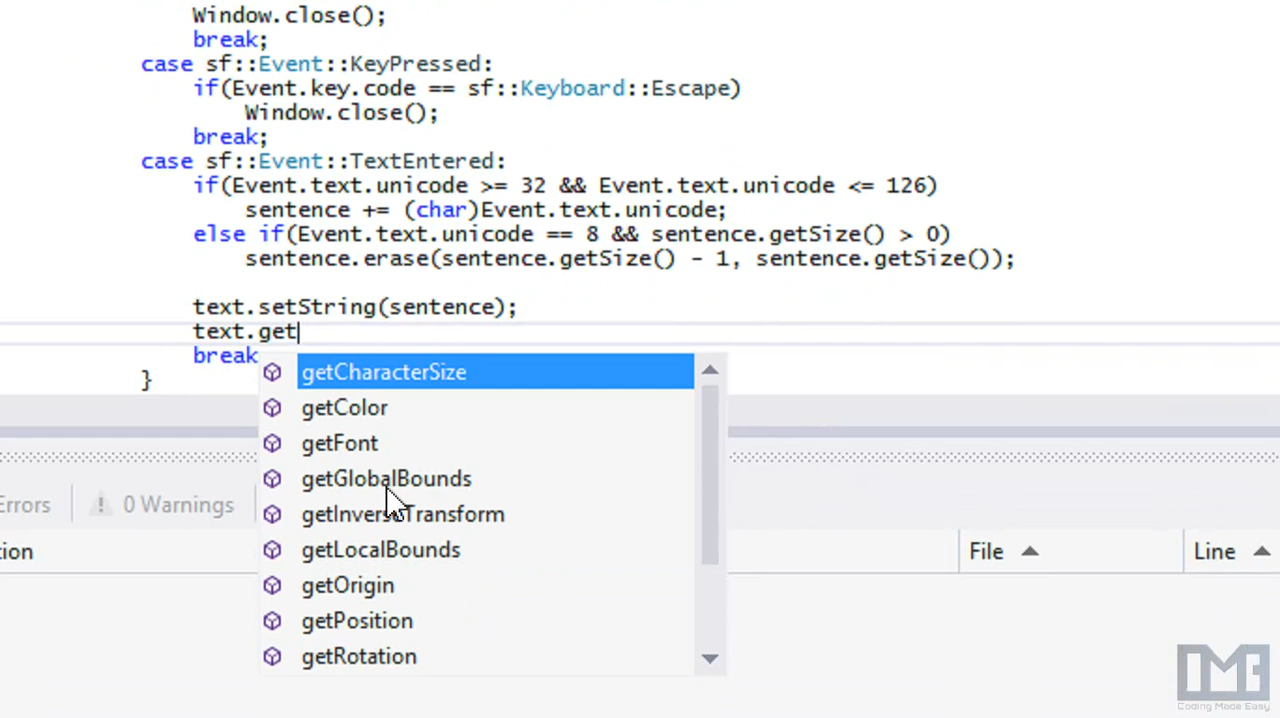 Window.close();
break;
case sf::Event::KeyPressed:
if(Event.key.code == sf::Keyboard::Escape)
Window.close();
break;
case sf::Event::TextEntered:
if(Event.text.unicode >= 32 && Event.text.unicode <= 126)
sentence += (char)Event.text.unicode;
else if(Event.text.unicode == 8 && sentence.getSize() > 0)
sentence.erase(sentence.getSize() - 1, sentence.getSize());
text.setString(sentence);
text.get
break
}
getCharacterSize
getColor
getFont
getGlobalBounds
getInverseTransform
getLocalBounds
getOrigin
getPosition
getRotation
Errors
0 Warnings
tion
File
Line
Coding Made Easy